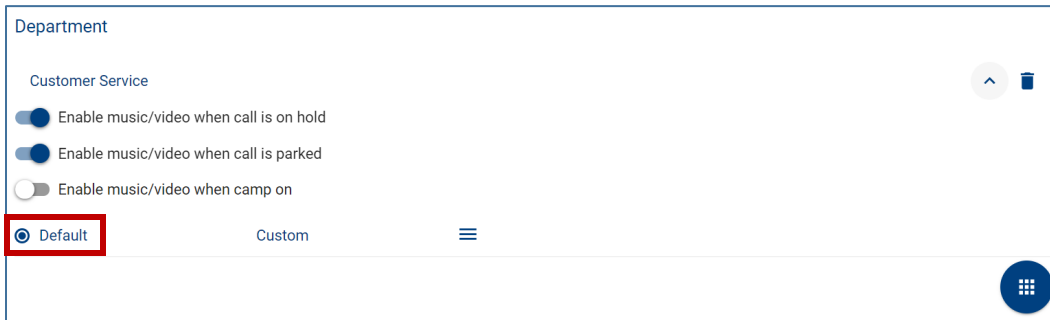 Department
Customer Service
Enable music/video when call is on hold
Enable music/video when call is parked
Enable music/video when camp on
Default Custom